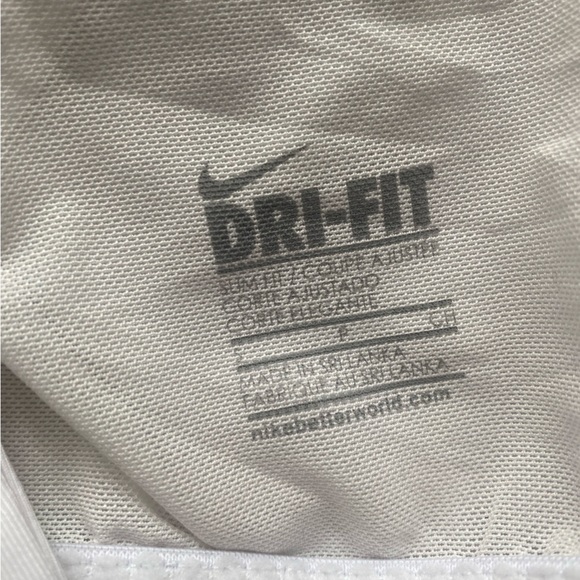 DRI-FIT
SLIM FIT / COUPE AJUSTÉE
CORTE AJUSTADO
CORTE ELEGANTE
P CH
MADE IN SRI LANKA
FABRIQUÉ AU SRI LANKA
nikebetterworld.com